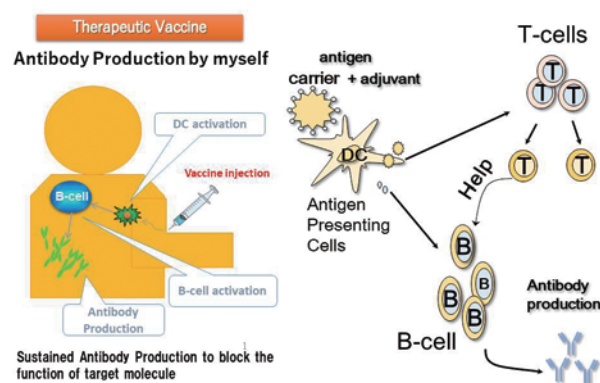 Therapeutic Vaccine
Antibody Production by myself
DC activation
Vaccine injection
B-cell
B-cell activation
Antibody
Production
1
Sustained Antibody Production to block the
function of target molecule
antigen
carrier + adjuvant
DC
Antigen
Presenting
Cells
T-cells
T
T
T
T
T
Help
B
B
B
B
B-cell
Antibody
production